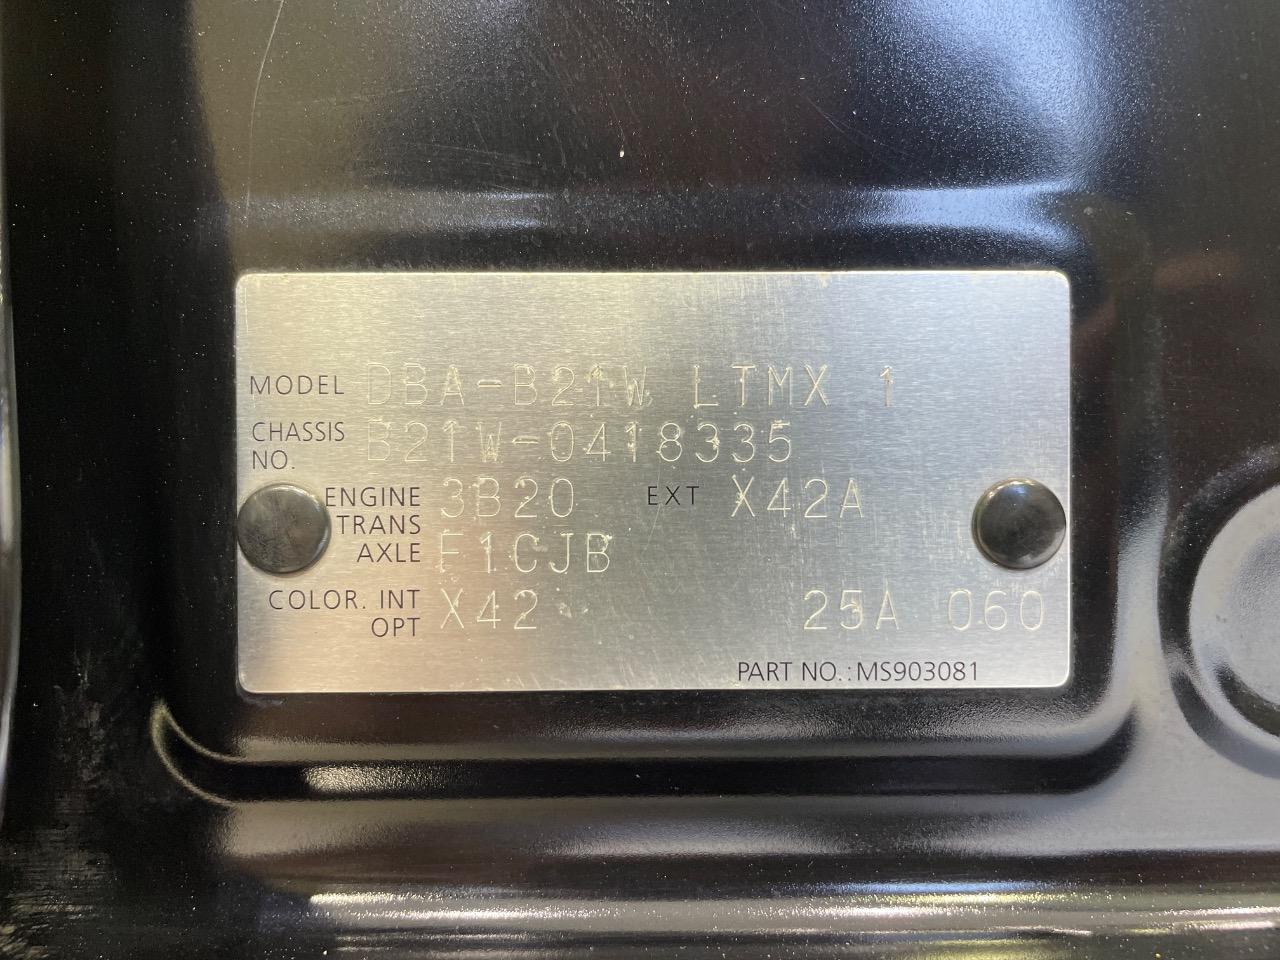 MODEL DBA-B21W LTMX 1
CHASSIS NO. B21W-0418335
ENGINE 3B20 EXT X42A
TRANS AXLE F1CJB
COLOR. INT OPT X42 25A 060
PART NO.: MS903081